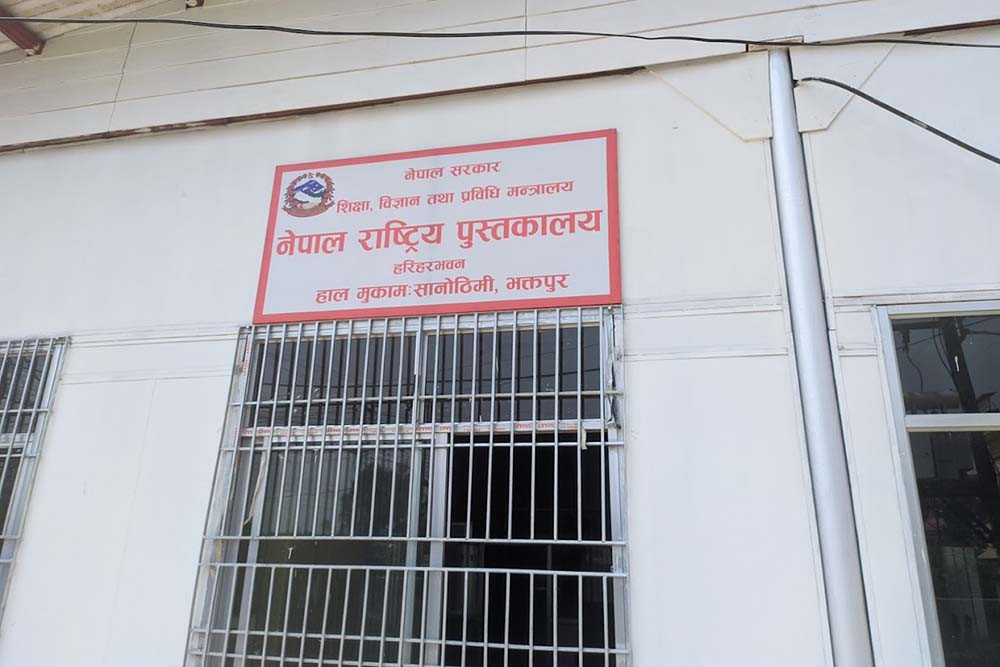 नेपाल सरकार
शिक्षा, विज्ञान तथा प्रविधि मन्त्रालय
नेपाल राष्ट्रिय पुस्तकालय
हरिहरभवन
हाल मुकाम: सानोठिमी, भक्तपुर